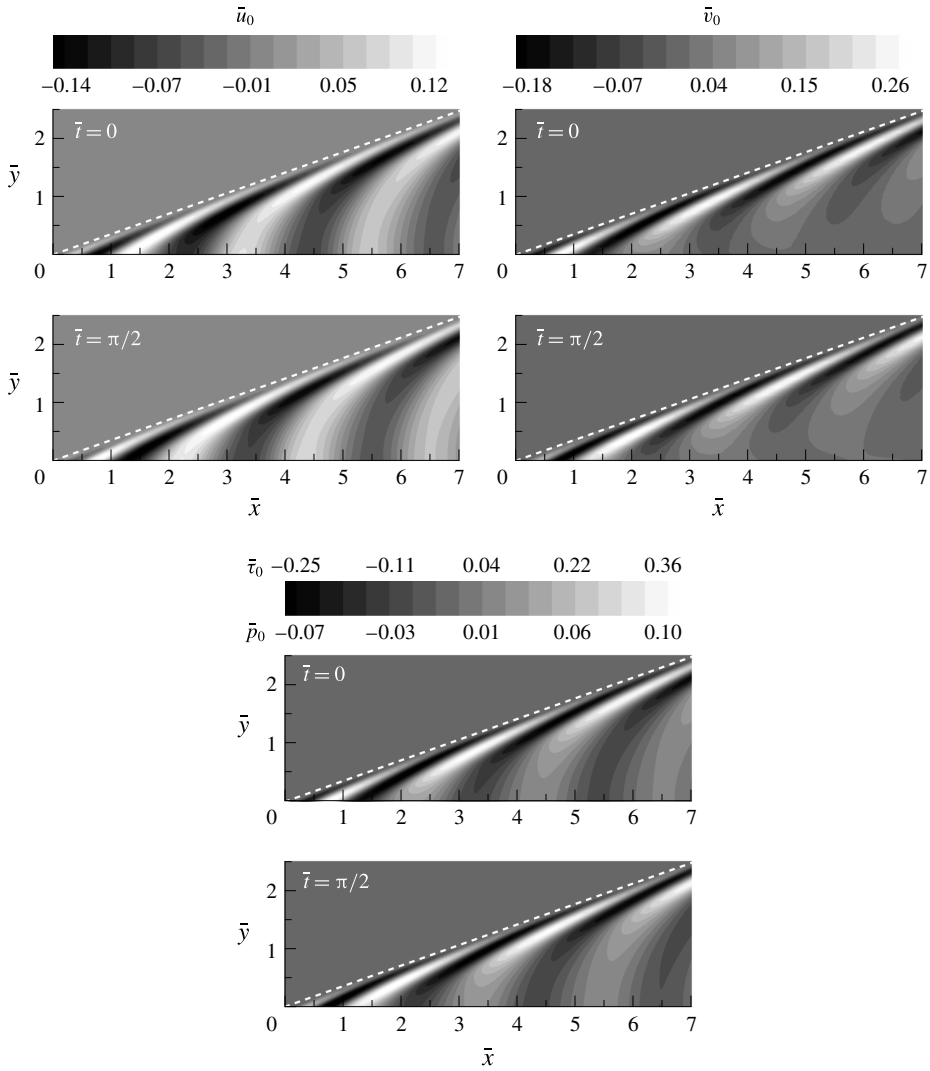 ū₀ v̄₀
−0.14 −0.07 −0.01 0.05 0.12 −0.18 −0.07 0.04 0.15 0.26
t̄ = 0 t̄ = 0
2 2
ȳ
1 1
0 1 2 3 4 5 6 7 0 1 2 3 4 5 6 7
t̄ = π/2 t̄ = π/2
2 2
ȳ
1 1
0 1 2 3 4 5 6 7 0 1 2 3 4 5 6 7
x̄ x̄
τ̄₀ −0.25 −0.11 0.04 0.22 0.36
p̄₀ −0.07 −0.03 0.01 0.06 0.10
t̄ = 0
2
ȳ
1
0 1 2 3 4 5 6 7
t̄ = π/2
2
ȳ
1
0 1 2 3 4 5 6 7
x̄